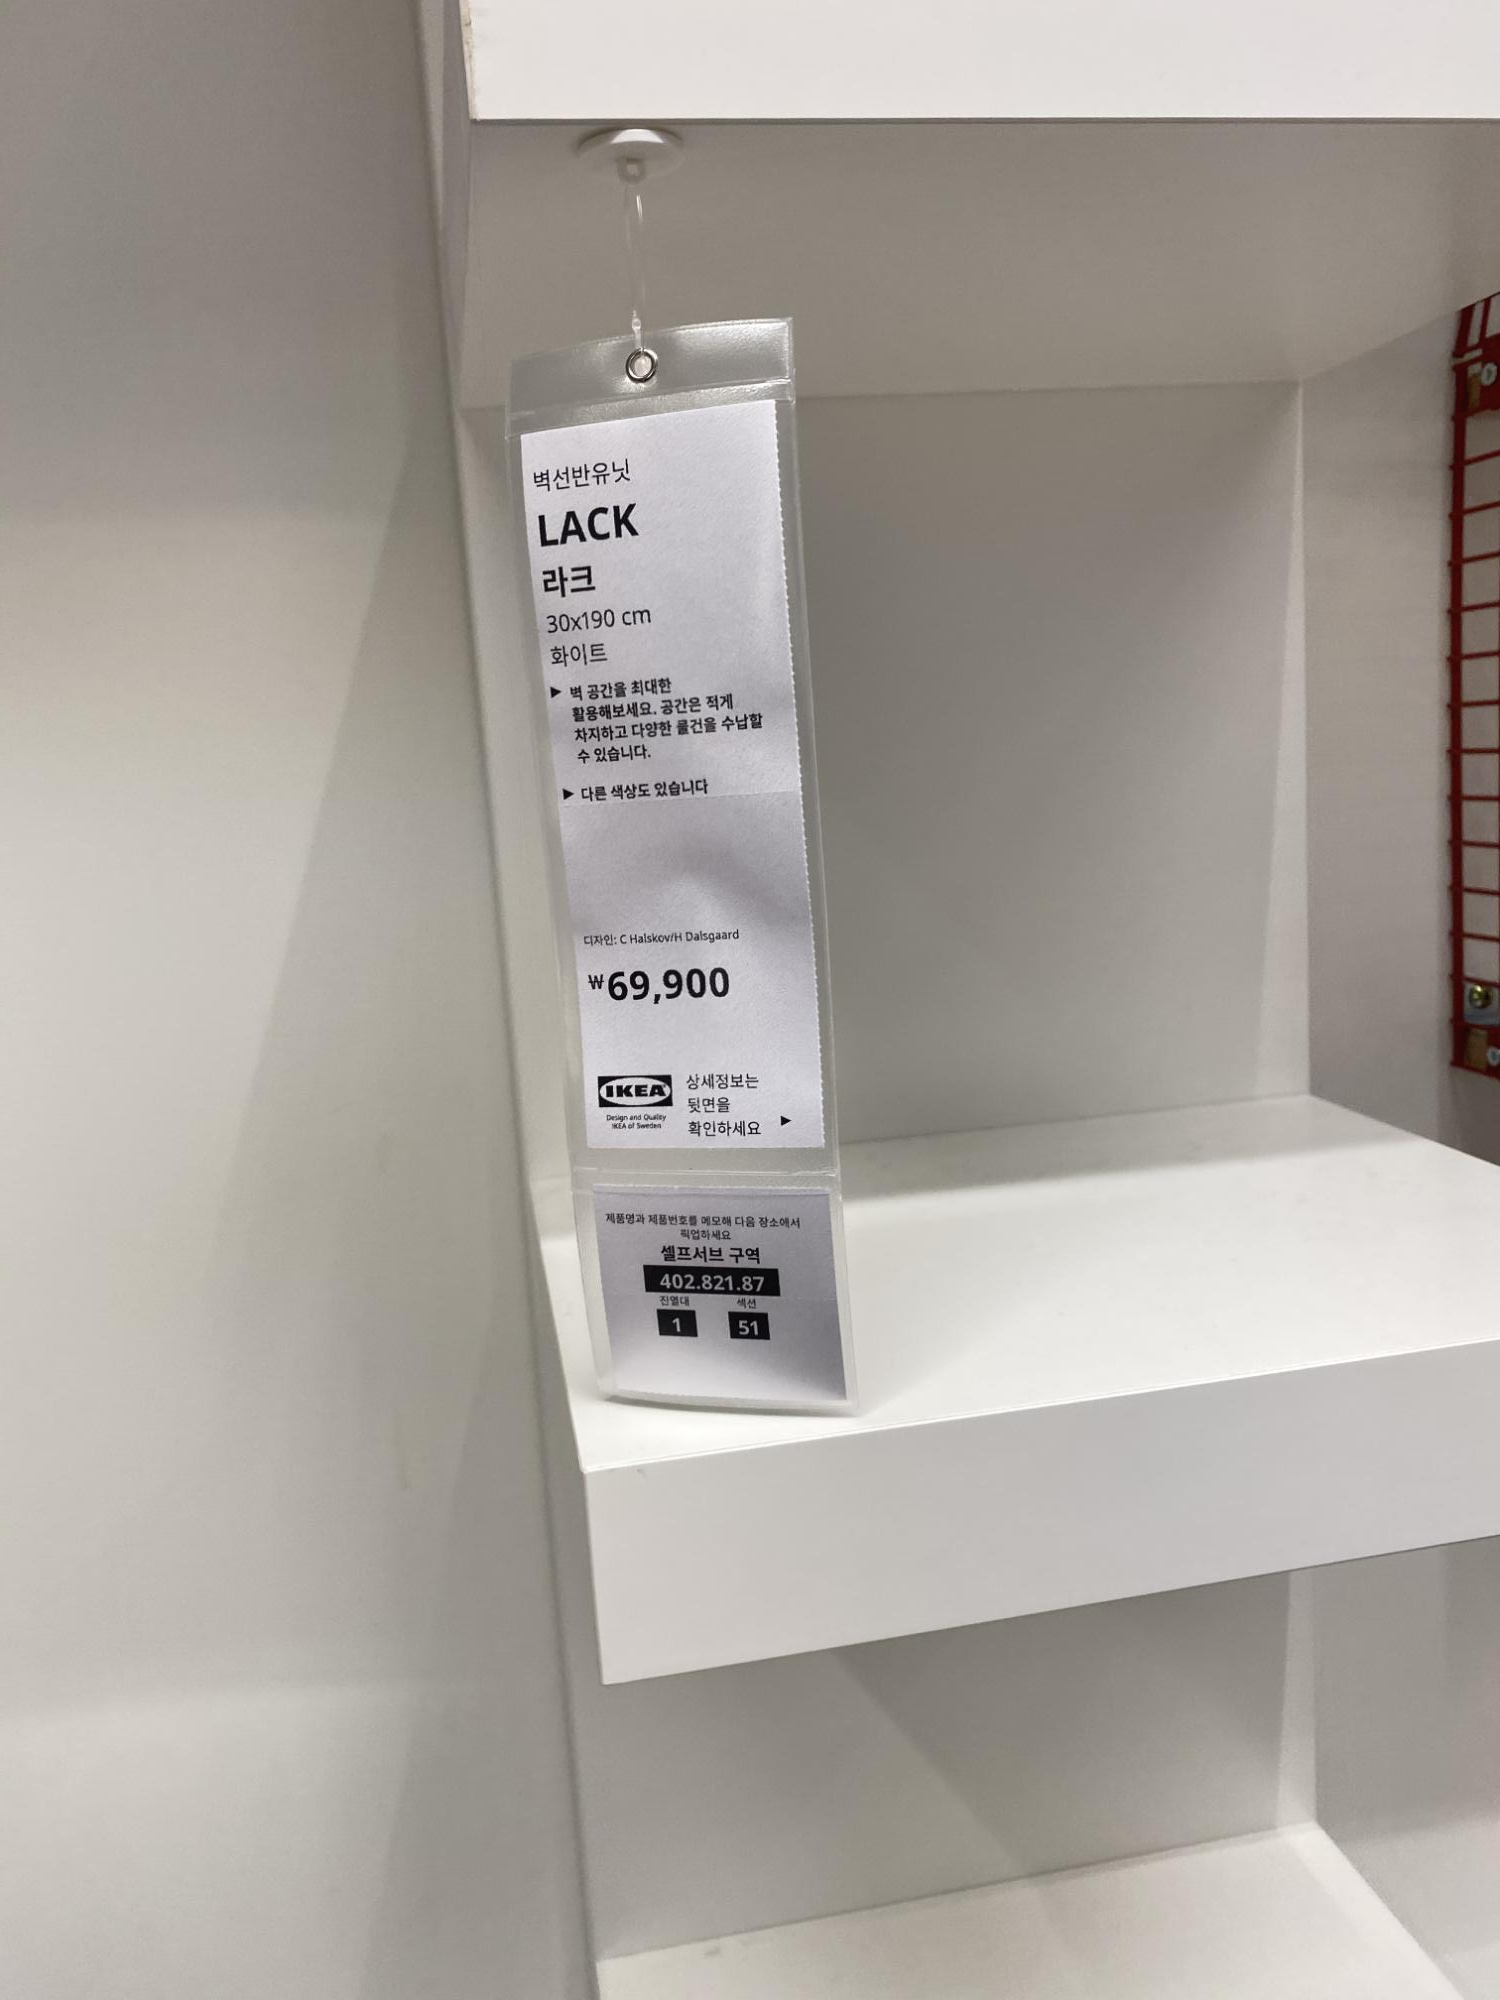 벽선반유닛
LACK
라크
30x190 cm
화이트
▶ 벽 공간을 최대한
활용해보세요. 공간은 적게
차지하고 다양한 물건을 수납할
수 있습니다.
▶ 다른 색상도 있습니다
디자인: C Halskov/H Dalsgaard
₩69,900
IKEA
Design and Quality
IKEA of Sweden
상세정보는
뒷면을
확인하세요 ▶
제품명과 제품번호를 메모해 다음 장소에서
픽업하세요
셀프서브 구역
402.821.87
진열대 섹션
1 51